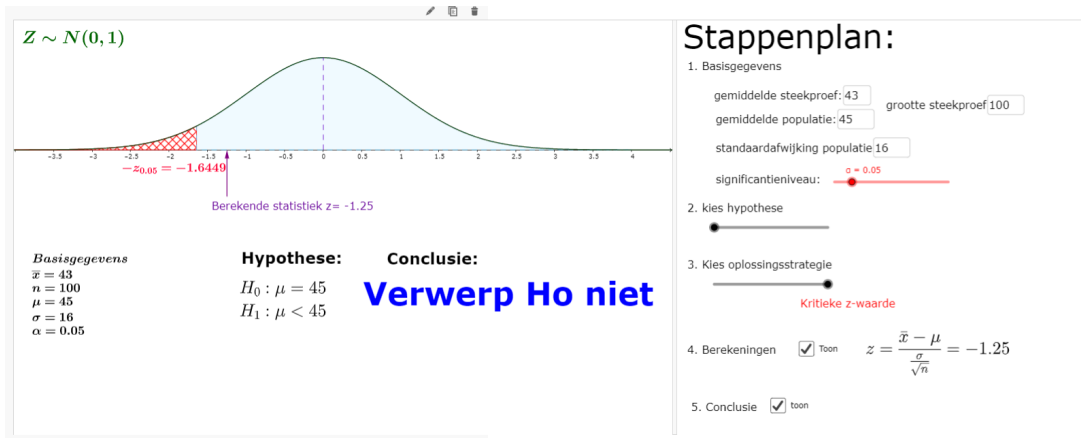 Z ∼ N(0, 1)
-3.5 -3 -2.5 -2 -1.5 -1 -0.5 0 0.5 1 1.5 2 2.5 3 3.5 4
−z0.05 = −1.6449
Berekende statistiek z= -1.25
Basisgegevens
x̅ = 43
n = 100
μ = 45
σ = 16
α = 0.05
Hypothese:
H0 : μ = 45
H1 : μ < 45
Conclusie:
Verwerp Ho niet
Stappenplan:
1. Basisgegevens
gemiddelde steekproef: 43
grootte steekproef 100
gemiddelde populatie: 45
standaardafwijking populatie 16
α = 0.05
significantieniveau:
2. kies hypothese
3. Kies oplossingsstrategie
Kritieke z-waarde
4. Berekeningen Toon z = (x̅ − μ) / (σ/√n) = −1.25
5. Conclusie toon